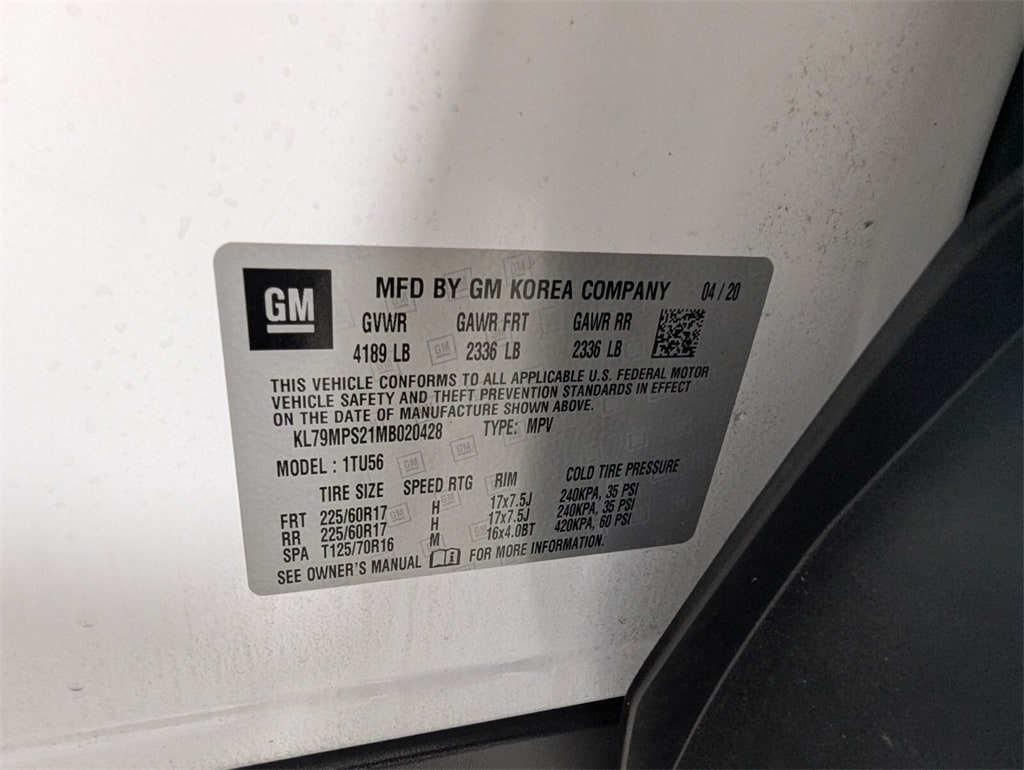 GM MFD BY GM KOREA COMPANY 04 / 20
GVWR GAWR FRT GAWR RR
4189 LB 2336 LB 2336 LB
THIS VEHICLE CONFORMS TO ALL APPLICABLE U.S. FEDERAL MOTOR
VEHICLE SAFETY AND THEFT PREVENTION STANDARDS IN EFFECT
ON THE DATE OF MANUFACTURE SHOWN ABOVE.
KL79MPS21MB020428 TYPE: MPV
MODEL : 1TU56
TIRE SIZE SPEED RTG RIM COLD TIRE PRESSURE
FRT 225/60R17 H 17x7.5J 240KPA, 35 PSI
RR 225/60R17 H 17x7.5J 240KPA, 35 PSI
SPA T125/70R16 M 16x4.0BT 420KPA, 60 PSI
SEE OWNER'S MANUAL FOR MORE INFORMATION.